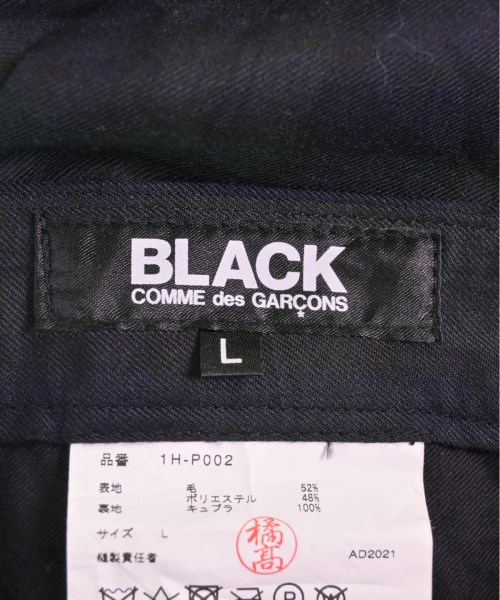 BLACK
COMME des GARÇONS
L
品番 1H-P002
表地 毛 52%
ポリエステル 48%
裏地 キュプラ 100%
サイズ L
縫製責任者 橘高 AD2021